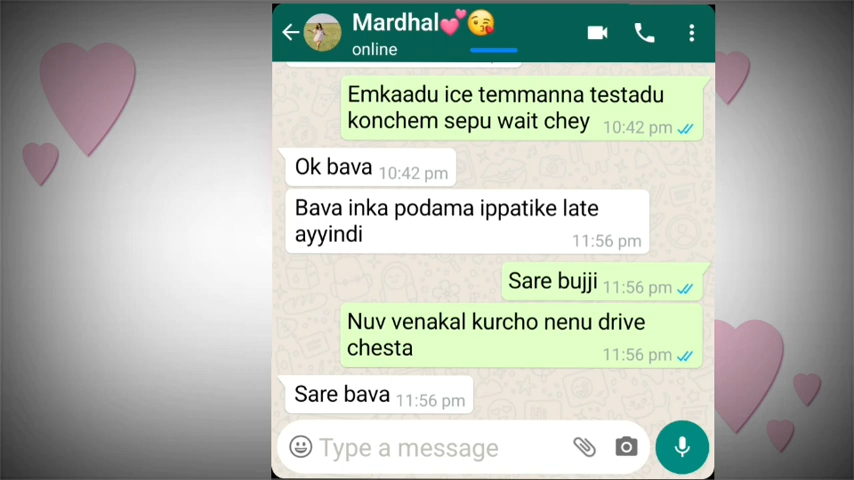 Mardhal💕😘
online
Emkaadu ice temmanna testadu
konchem sepu wait chey 10:42 pm
Ok bava 10:42 pm
Bava inka podama ippatike late
ayyindi 11:56 pm
Sare bujji 11:56 pm
Nuv venakal kurcho nenu drive
chesta 11:56 pm
Sare bava 11:56 pm
Type a message